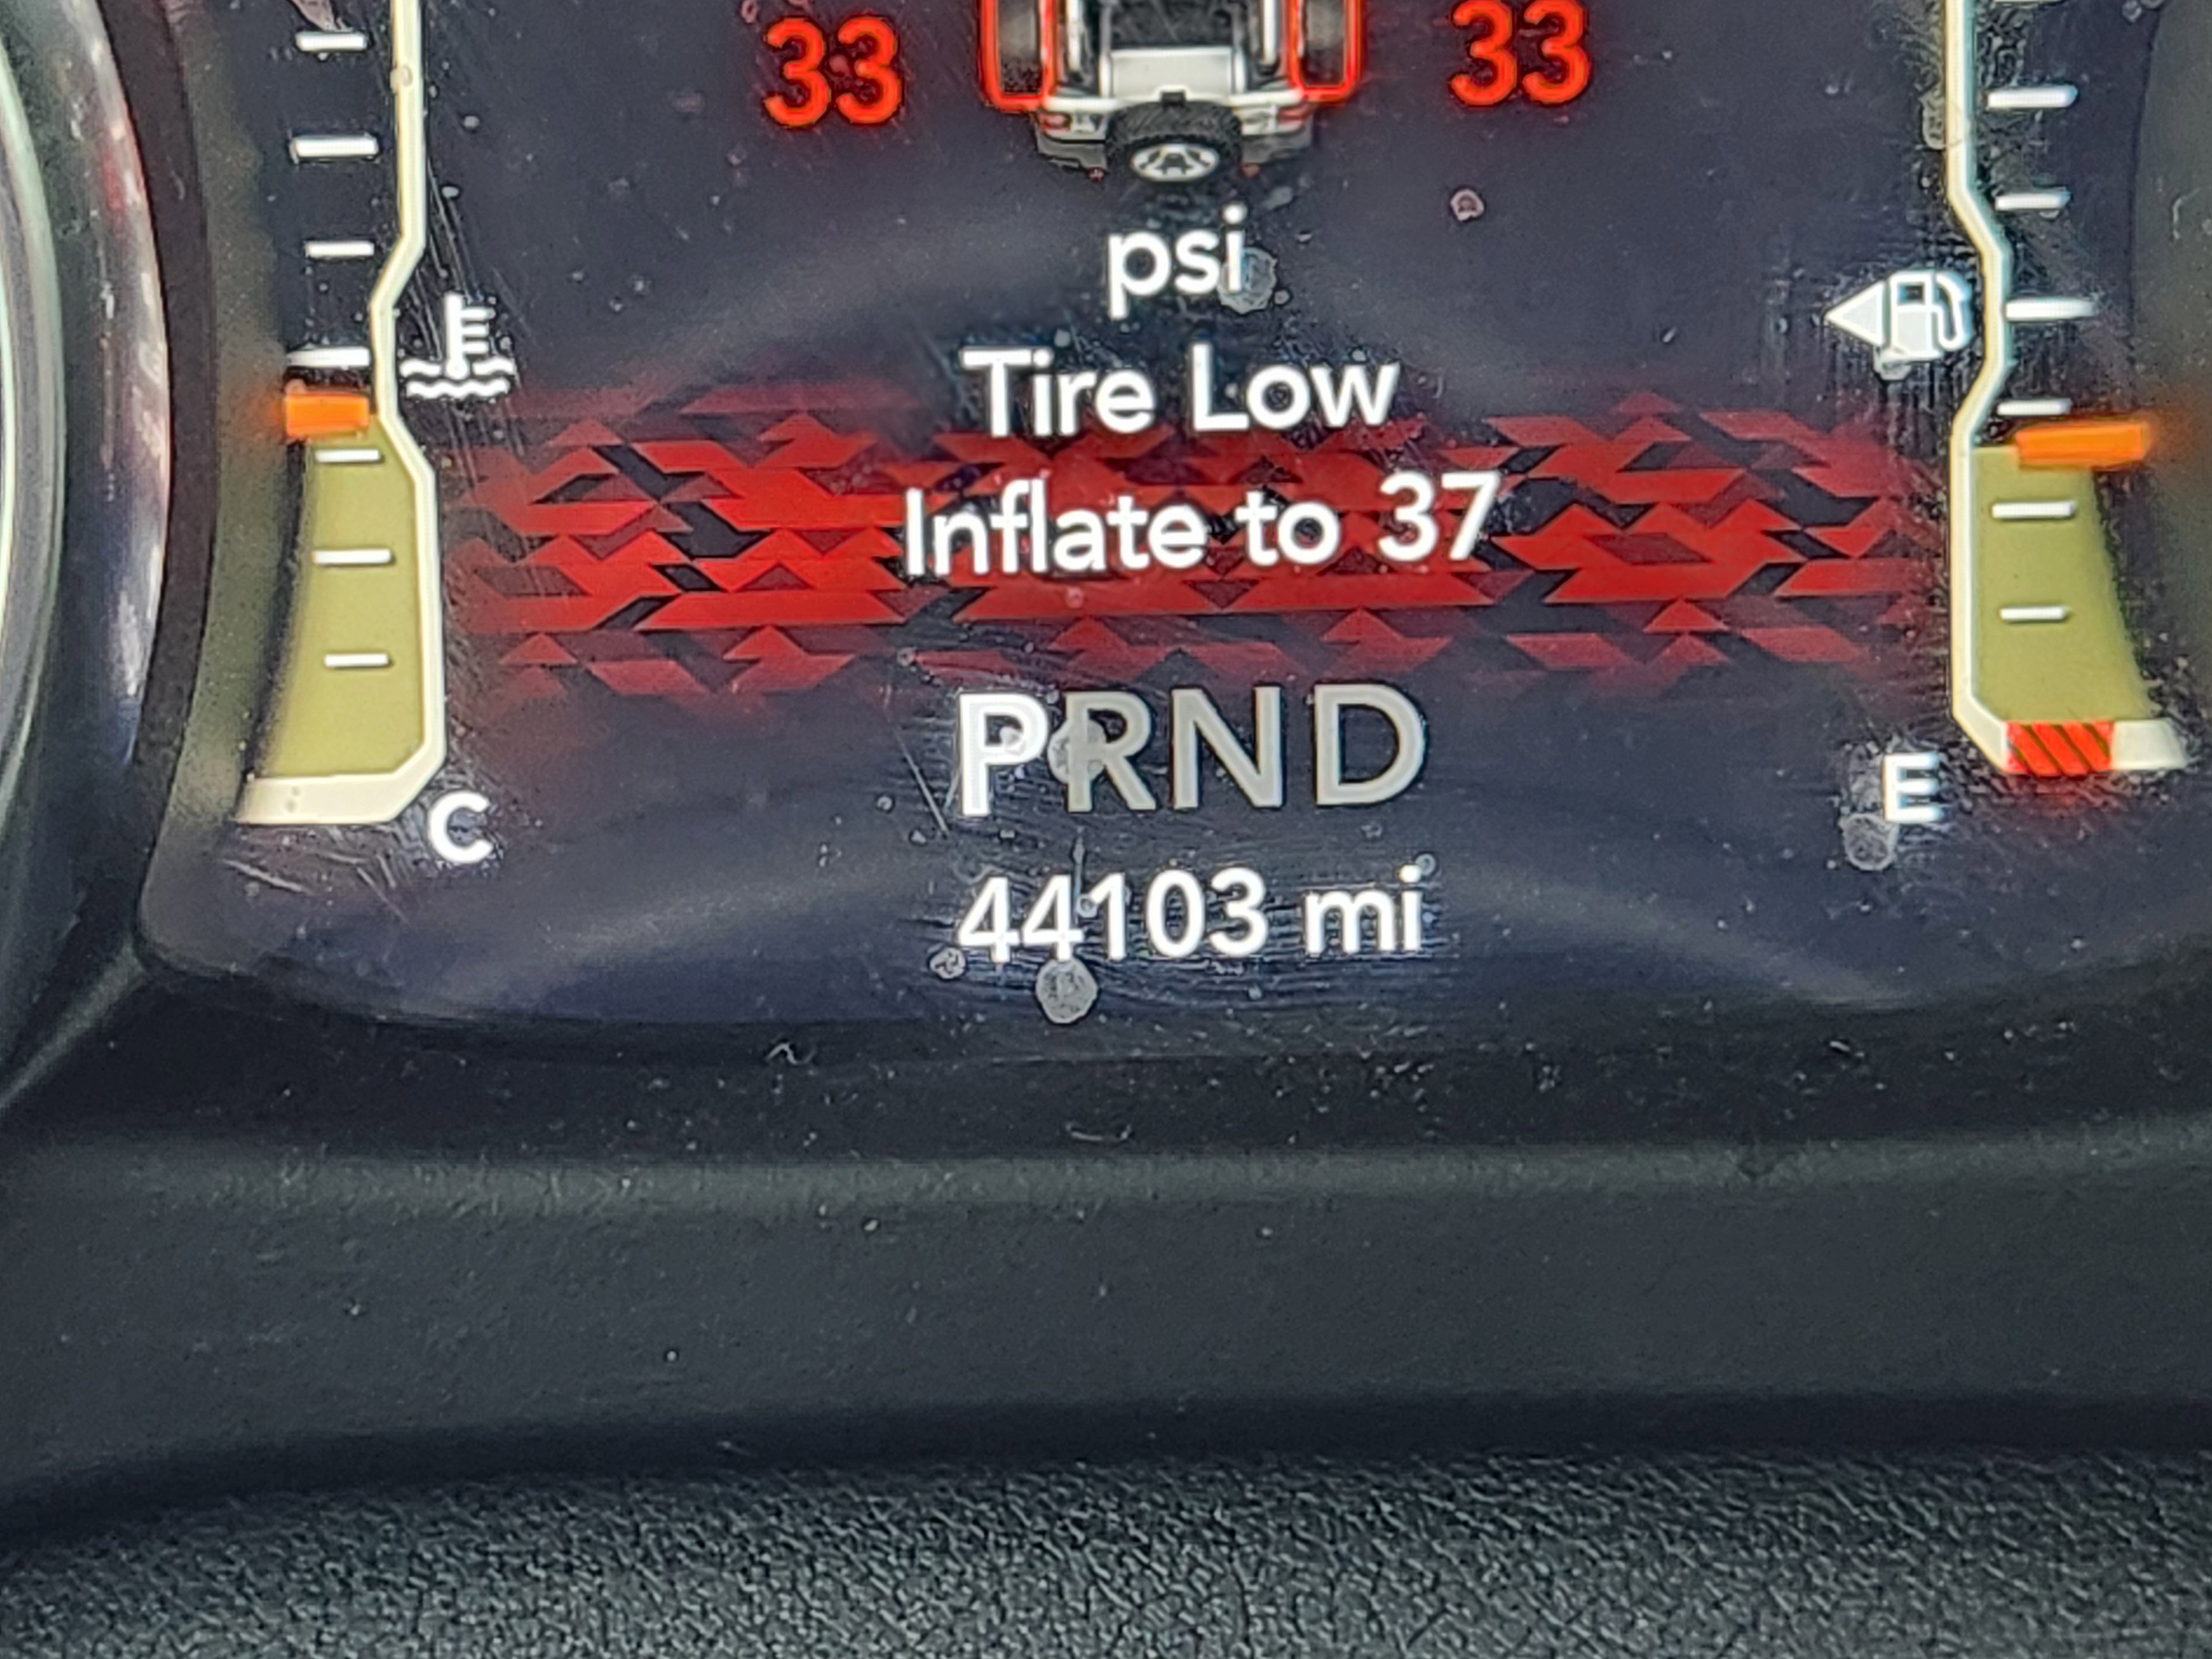 33 33
psi
Tire Low
Inflate to 37
PRND
C E
44103 mi